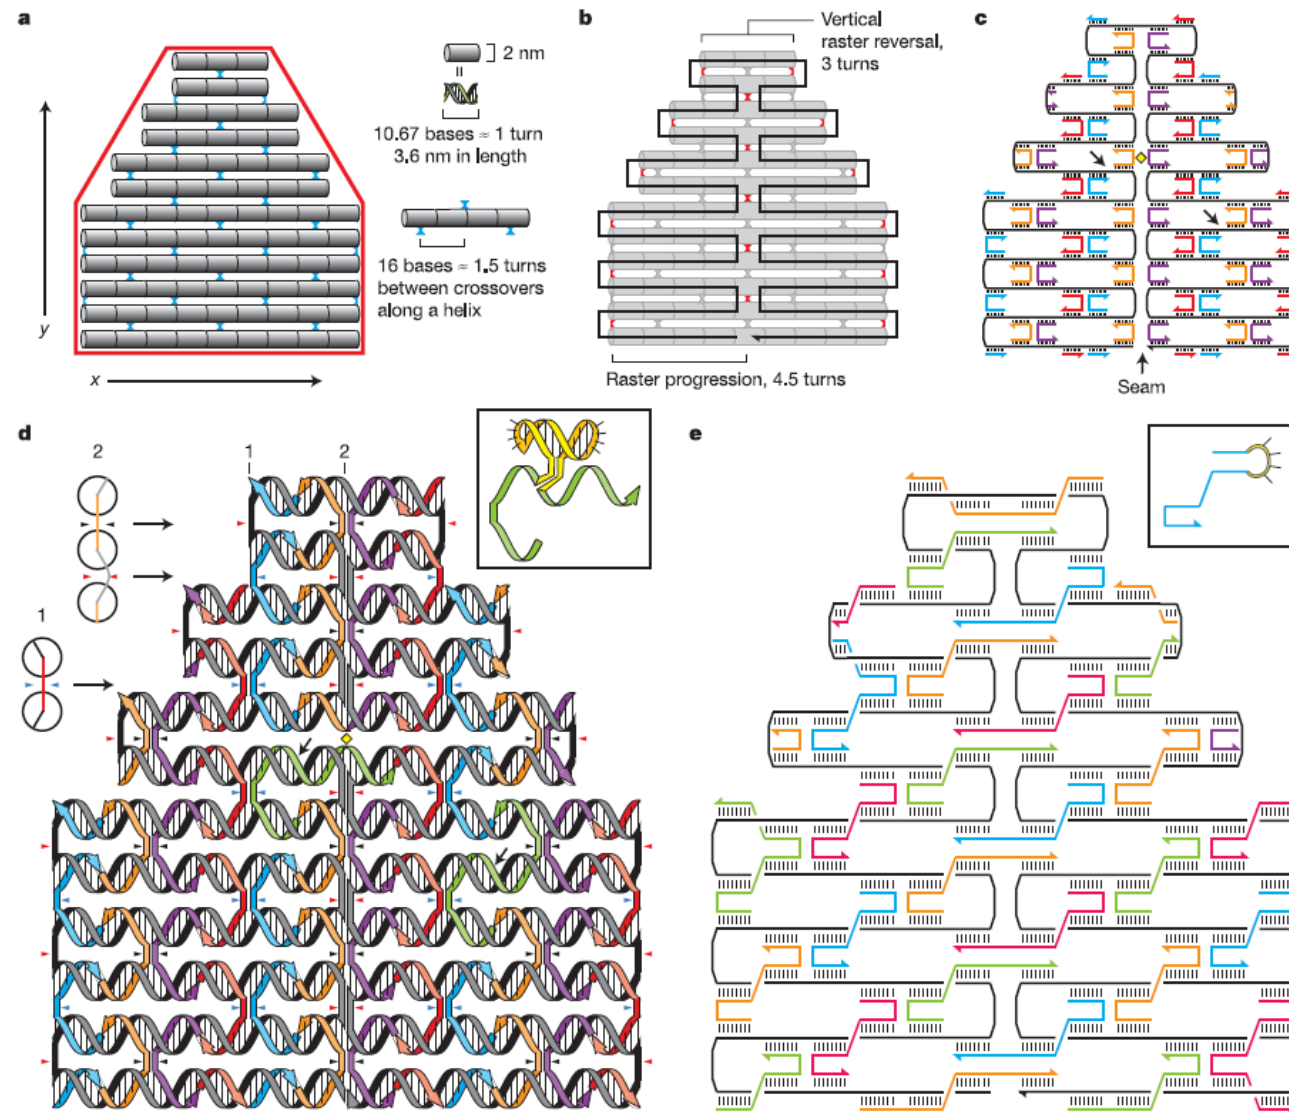 a
2 nm
10.67 bases ≈ 1 turn
3.6 nm in length
16 bases ≈ 1.5 turns
between crossovers
along a helix
y
x
b
Vertical
raster reversal,
3 turns
Raster progression, 4.5 turns
c
Seam
d
2
1
1
2
e